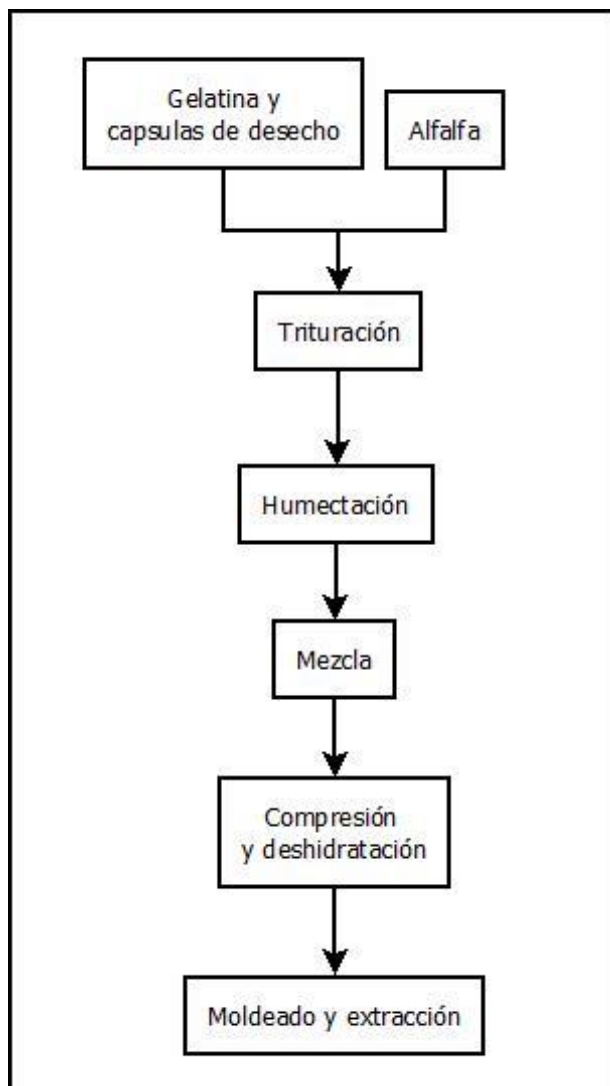 Gelatina y
capsulas de desecho
Alfalfa
Trituración
Humectación
Mezcla
Compresión
y deshidratación
Moldeado y extracción